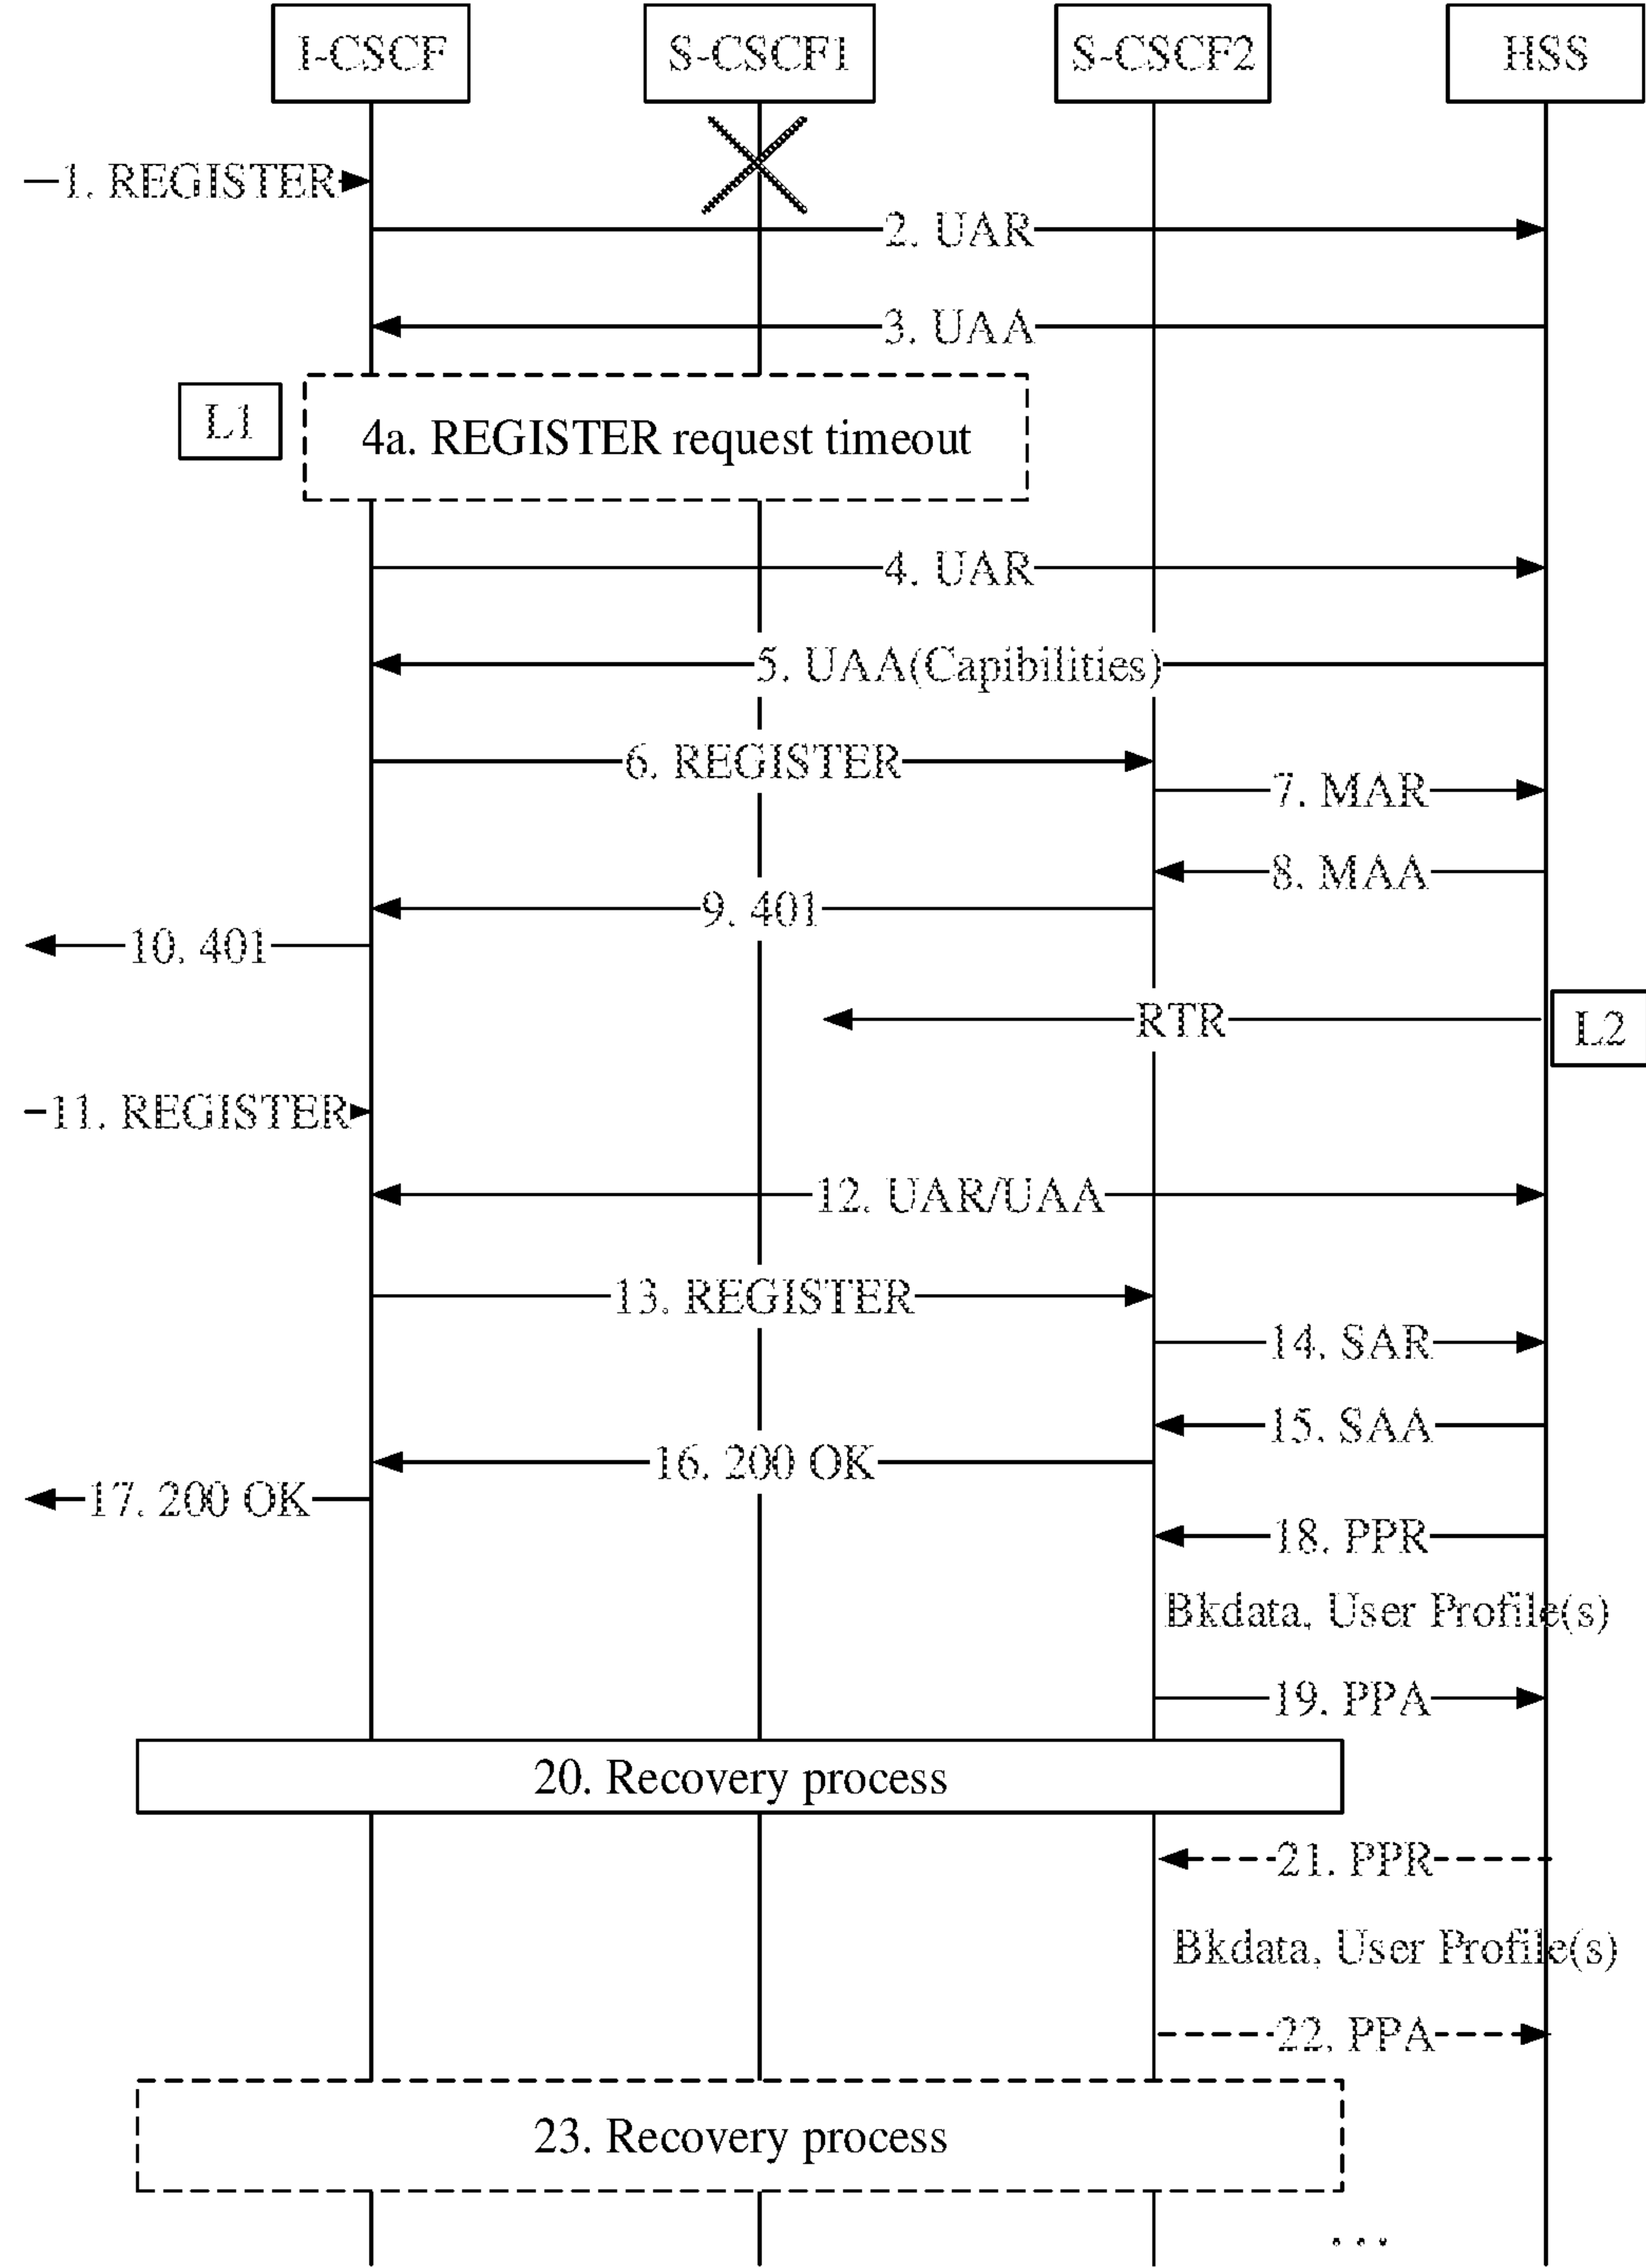 I-CSCF
S-CSCF1
S-CSCF2
HSS
1. REGISTER
2. UAR
3. UAA
L1
4a. REGISTER request timeout
4. UAR
5. UAA(Capibilities)
6. REGISTER
7. MAR
8. MAA
9. 401
10. 401
RTR
L2
11. REGISTER
12. UAR/UAA
13. REGISTER
14. SAR
15. SAA
16. 200 OK
17. 200 OK
18. PPR
Bkdata, User Profile(s)
19. PPA
20. Recovery process
21. PPR
Bkdata, User Profile(s)
22. PPA
23. Recovery process
...